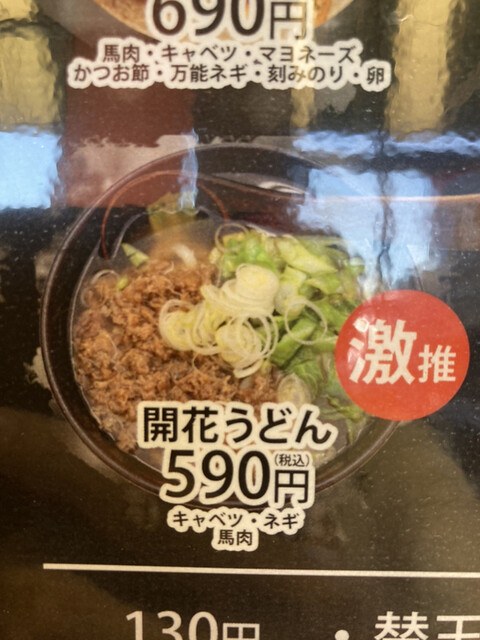 690円
馬肉・キャベツ・マヨネーズ
かつお節・万能ネギ・刻みのり・卵
激推
開花うどん
590円(税込)
キャベツ・ネギ
馬肉
130円
・替玉